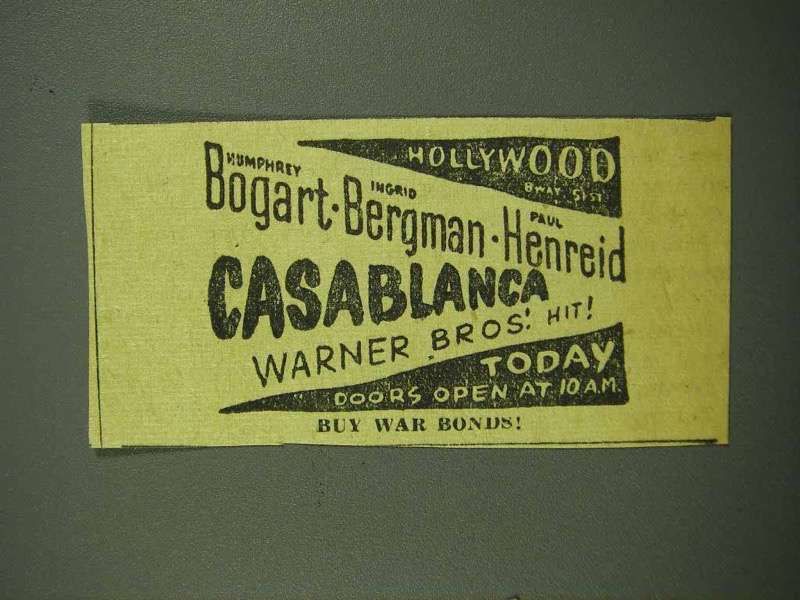 HOLLYWOOD
B'WAY. 51 ST.
HUMPHREY INGRID PAUL
Bogart · Bergman · Henreid
CASABLANCA
WARNER BROS.' HIT!
TODAY
DOORS OPEN AT 10 A.M.
BUY WAR BONDS!